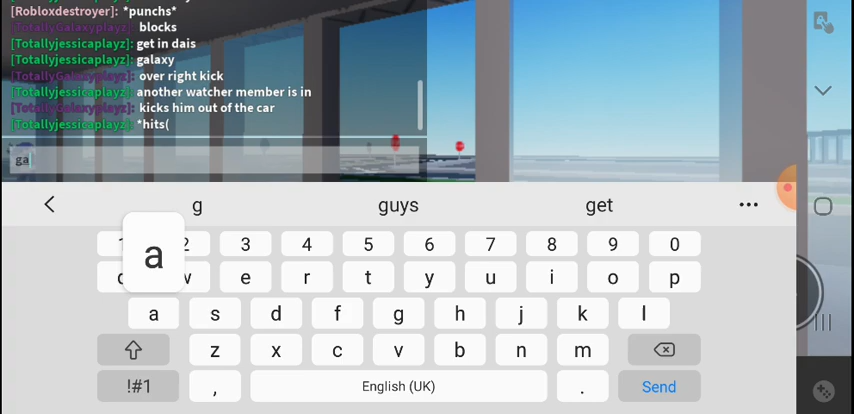 [Robloxdestroyer]: *punchs*
[TotallyGalaxyplayz]: blocks
[Totallyjessicaplayz]: get in dais
[Totallyjessicaplayz]: galaxy
[TotallyGalaxyplayz]: over right kick
[Totallyjessicaplayz]: another watcher member is in
[TotallyGalaxyplayz]: kicks him out of the car
[Totallyjessicaplayz]: *hits(
ga
g guys get
a
1 2 3 4 5 6 7 8 9 0
w e r t y u i o p
a s d f g h j k l
z x c v b n m
!#1 , English (UK) . Send